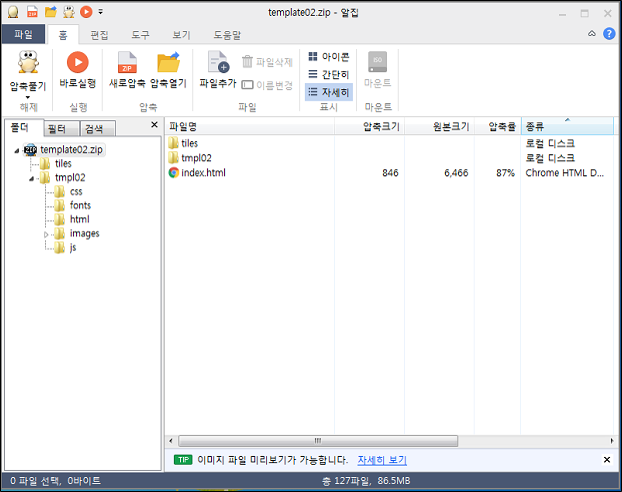 template02.zip - 알집
파일 홈 편집 도구 보기 도움말
압축풀기 바로실행 새로압축 압축열기 파일추가 파일삭제 이름변경 아이콘 간단히 자세히 마운트
해제 실행 압축 파일 표시 마운트
폴더 필터 검색
template02.zip
tiles
tmpl02
css
fonts
html
images
js
파일명 압축크기 원본크기 압축률 종류
tiles 로컬 디스크
tmpl02 로컬 디스크
index.html 846 6,466 87% Chrome HTML D...
TIP 이미지 파일 미리보기가 가능합니다. 자세히 보기
0 파일 선택, 0바이트 총 127파일, 86.5MB